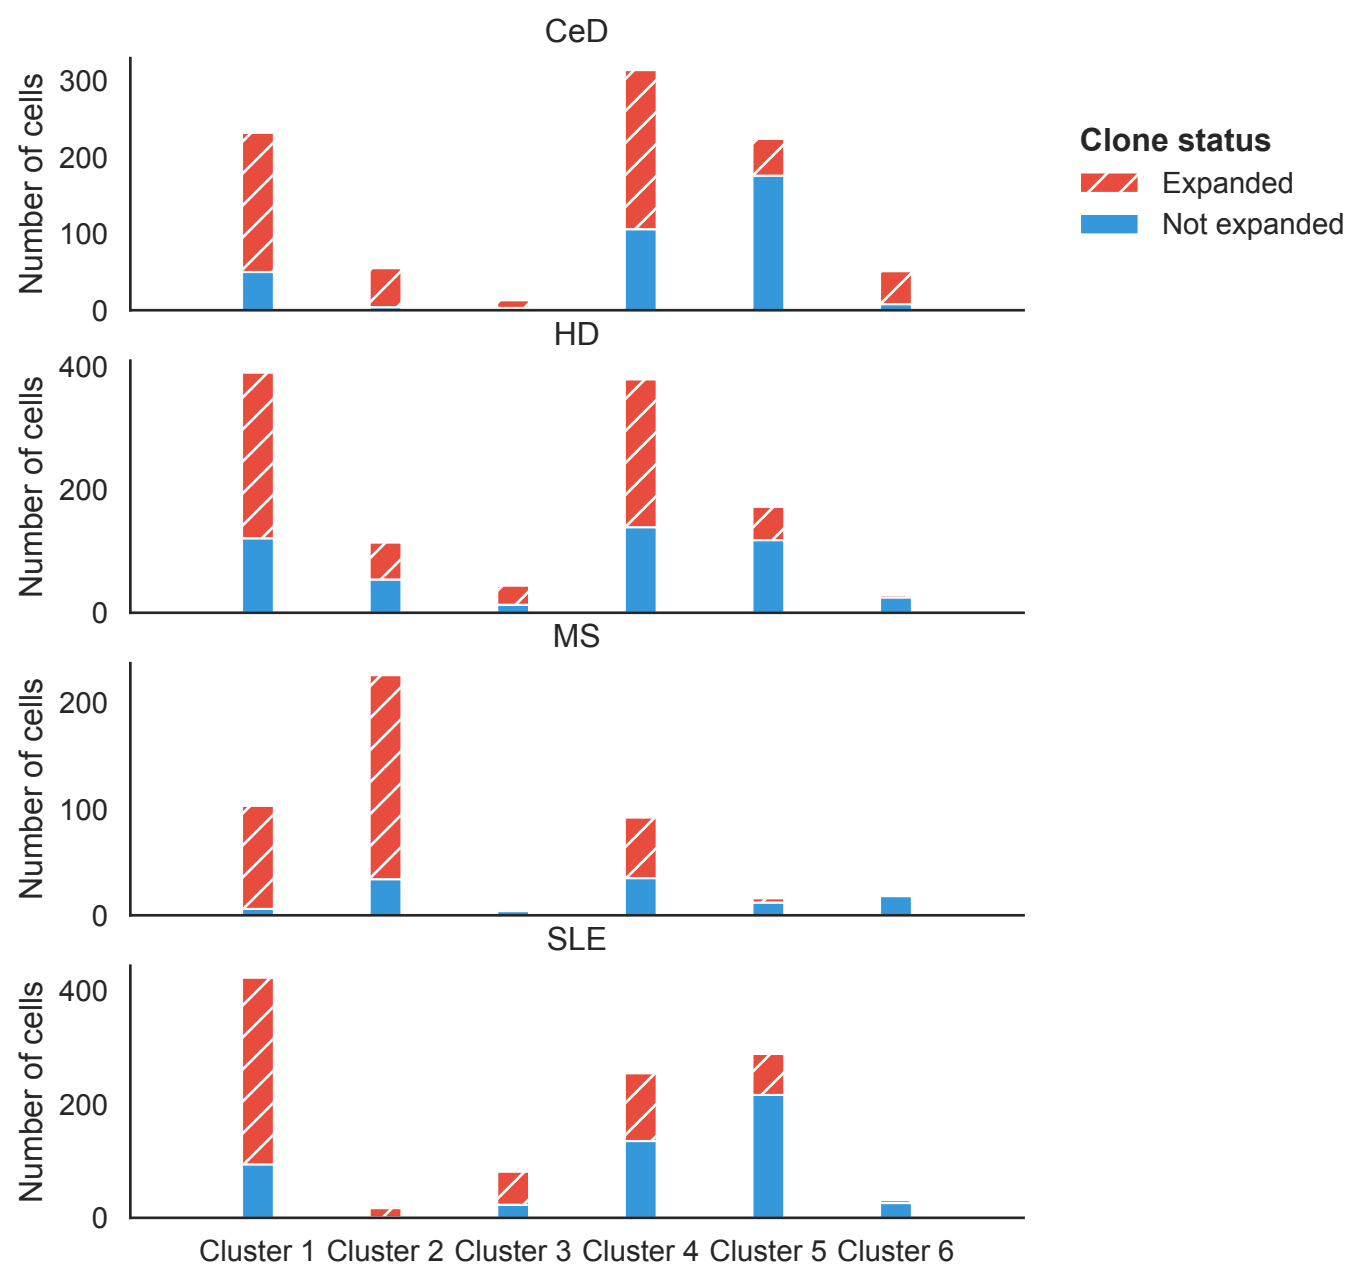 CeD
Number of cells
300
200
100
0
Clone status
Expanded
Not expanded
HD
Number of cells
400
200
0
MS
Number of cells
200
100
0
SLE
Number of cells
400
200
0
Cluster 1 Cluster 2 Cluster 3 Cluster 4 Cluster 5 Cluster 6